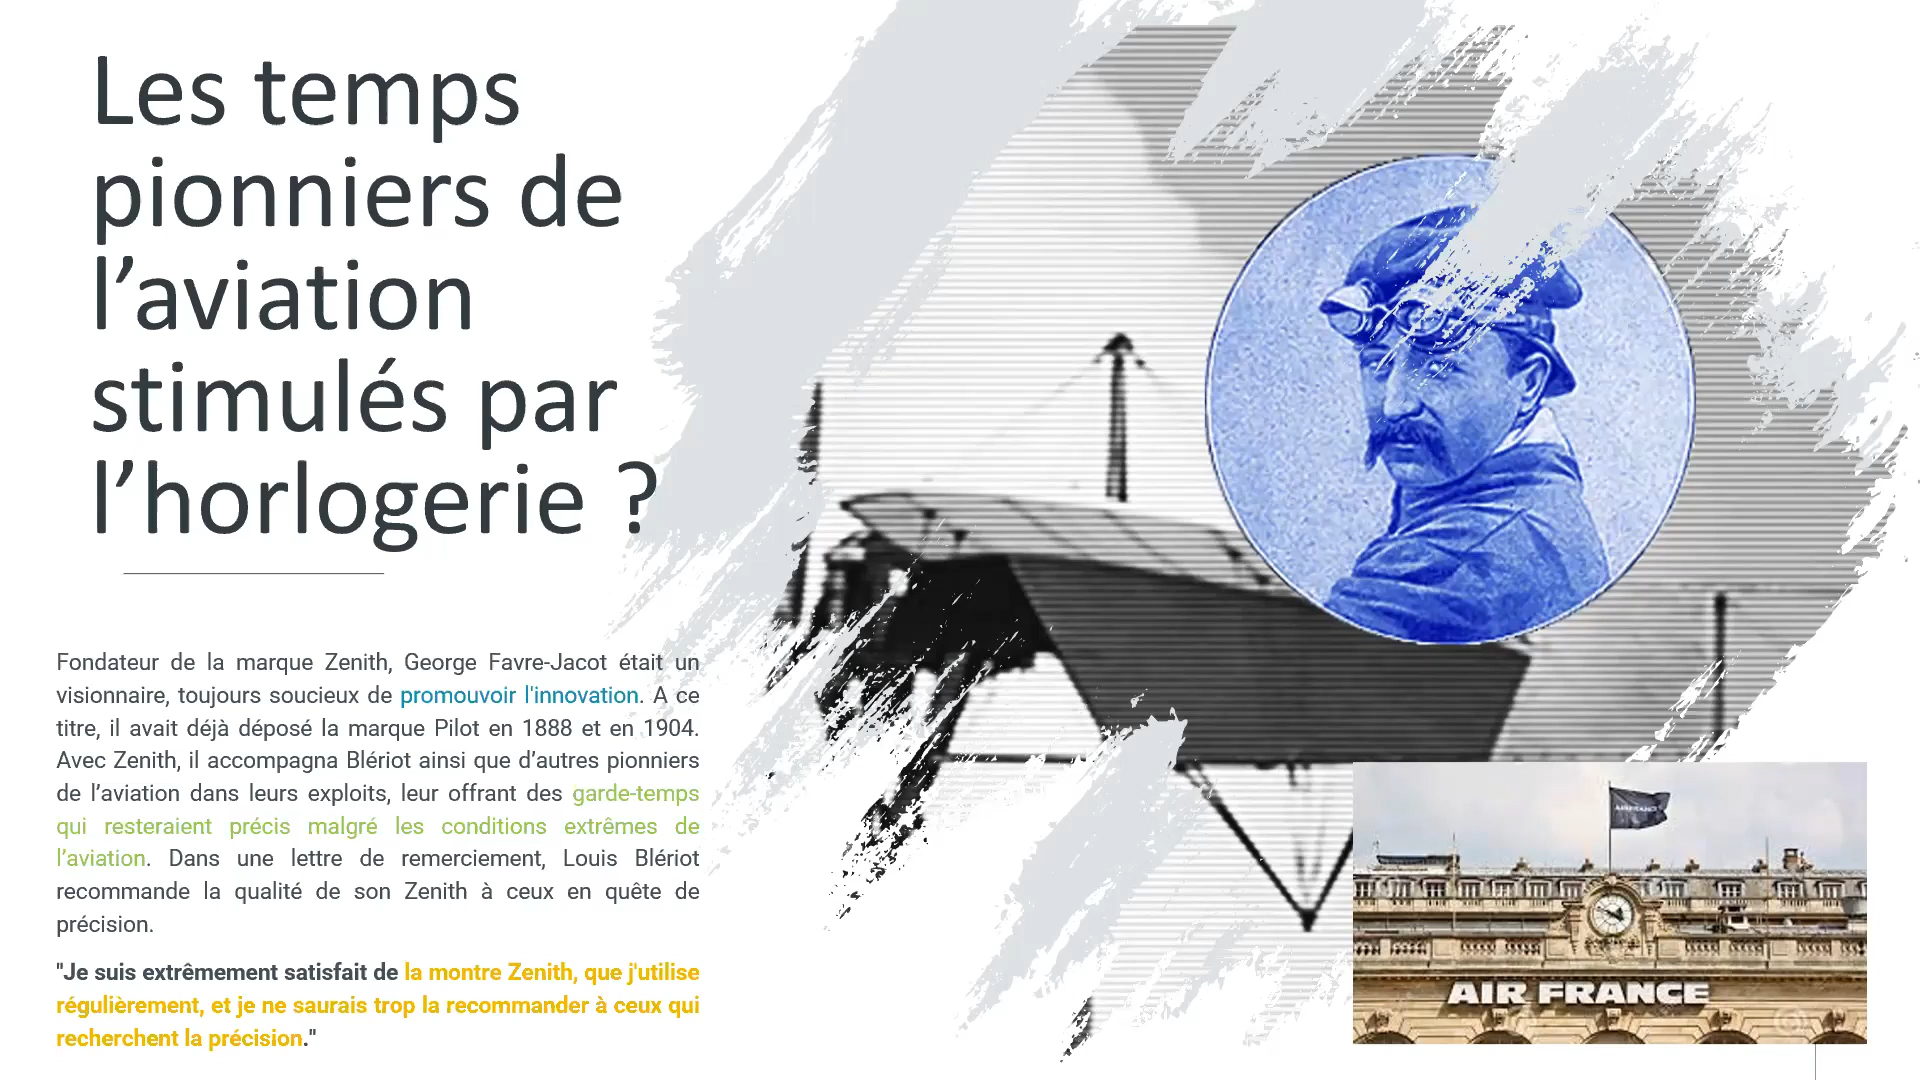 Les temps
pionniers de
l’aviation
stimulés par
l’horlogerie ?
Fondateur de la marque Zenith, George Favre-Jacot était un
visionnaire, toujours soucieux de promouvoir l'innovation. A ce
titre, il avait déjà déposé la marque Pilot en 1888 et en 1904.
Avec Zenith, il accompagna Blériot ainsi que d’autres pionniers
de l’aviation dans leurs exploits, leur offrant des garde-temps
qui resteraient précis malgré les conditions extrêmes de
l’aviation. Dans une lettre de remerciement, Louis Blériot
recommande la qualité de son Zenith à ceux en quête de
précision.
"Je suis extrêmement satisfait de la montre Zenith, que j'utilise
régulièrement, et je ne saurais trop la recommander à ceux qui
recherchent la précision."
AIRFRANCE
AIR FRANCE